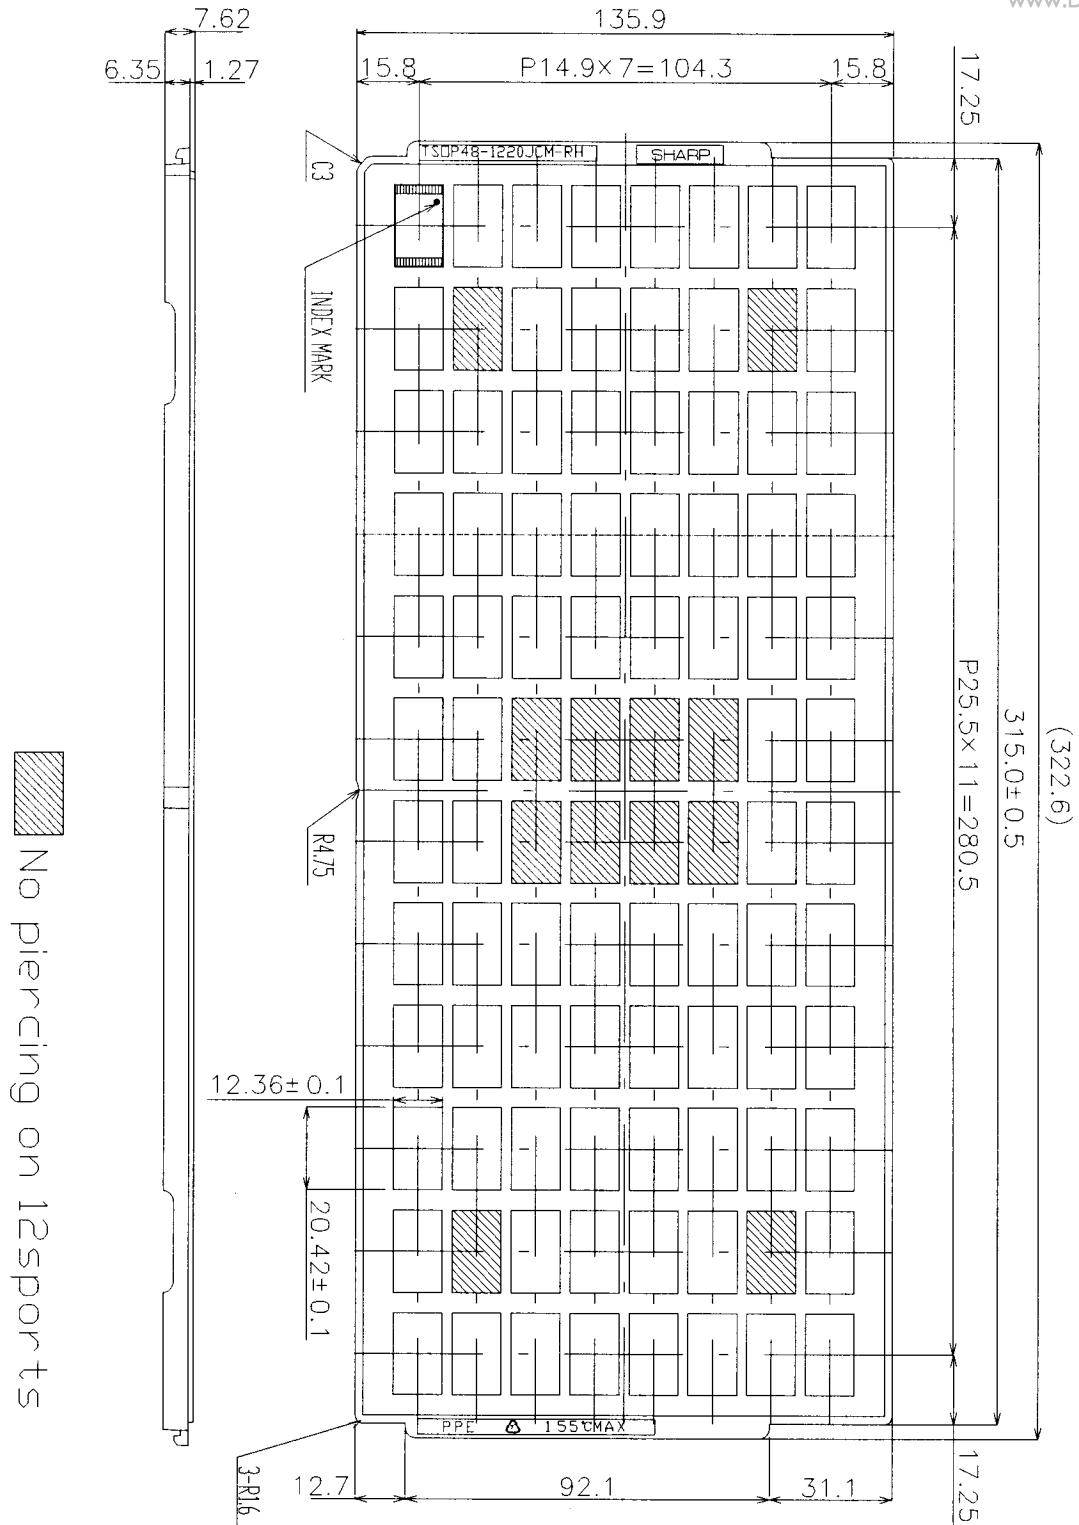 www.D
7.62
135.9
6.35
1.27
15.8
P14.9×7=104.3
15.8
17.25
TSOP48-1220JCM-RH
SHARP
C3
INDEX MARK
(322.6)
315.0±0.5
P25.5×11=280.5
R4.75
12.36±0.1
20.42±0.1
No piercing on 12sports
PPE
155℃MAX
3-R1.6
12.7
92.1
31.1
17.25